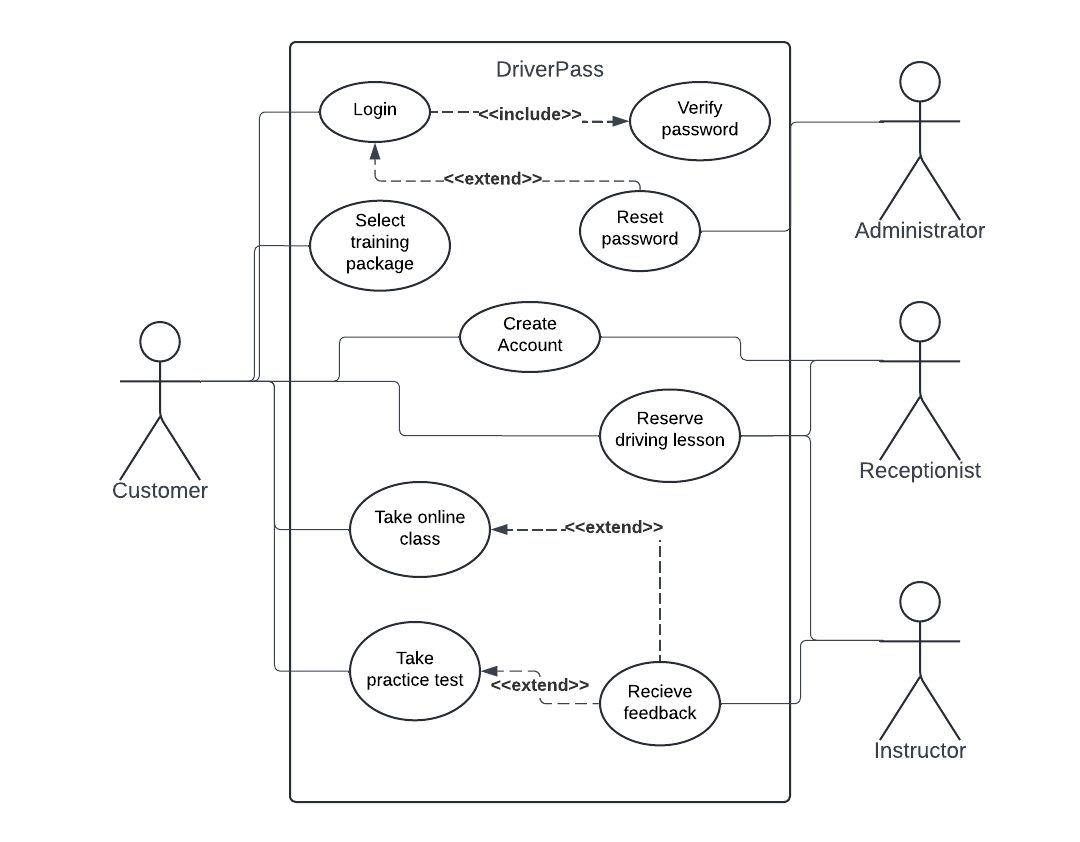 DriverPass
Login
<<include>>
Verify
password
<<extend>>
Select
training
package
Reset
password
Administrator
Create
Account
Reserve
driving lesson
Customer
Receptionist
Take online
class
<<extend>>
Take
practice test
<<extend>>
Recieve
feedback
Instructor